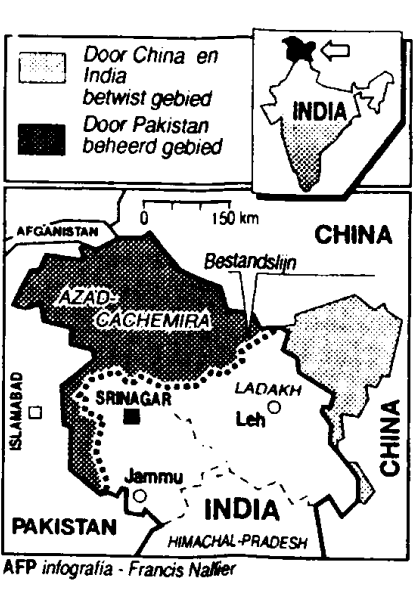 Door China en
India
betwist gebied
Door Pakistan
beheerd gebied
INDIA
0 150 km
AFGANISTAN
CHINA
Bestandslijn
AZAD-
CACHEMIRA
SRINAGAR
LADAKH
Leh
ISLAMABAD
CHINA
Jammu
INDIA
PAKISTAN
HIMACHAL-PRADESH
AFP infografia - Francis Nallier